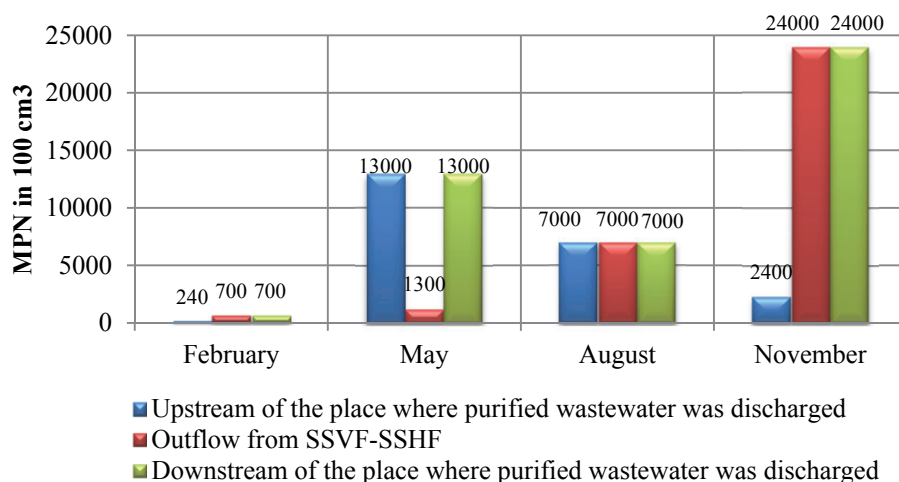 24000 24000
25000
20000
15000
13000 13000
10000
7000 7000 7000
5000
240 700 700 1300 2400
0
February May August November
MPN in 100 cm3
Upstream of the place where purified wastewater was discharged
Outflow from SSVF-SSHF
Downstream of the place where purified wastewater was discharged